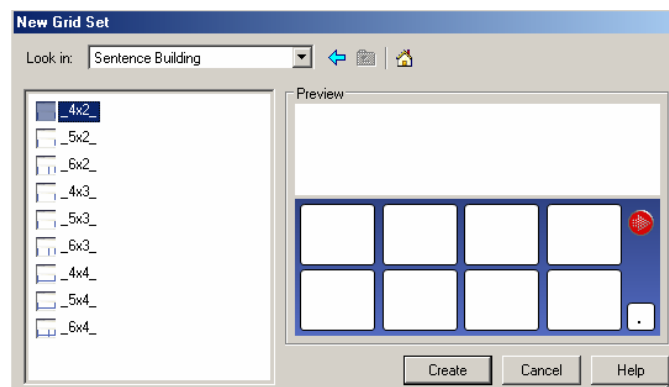 New Grid Set
Look in: Sentence Building
_4x2_
_5x2_
_6x2_
_4x3_
_5x3_
_6x3_
_4x4_
_5x4_
_6x4_
Preview
.
Create Cancel Help